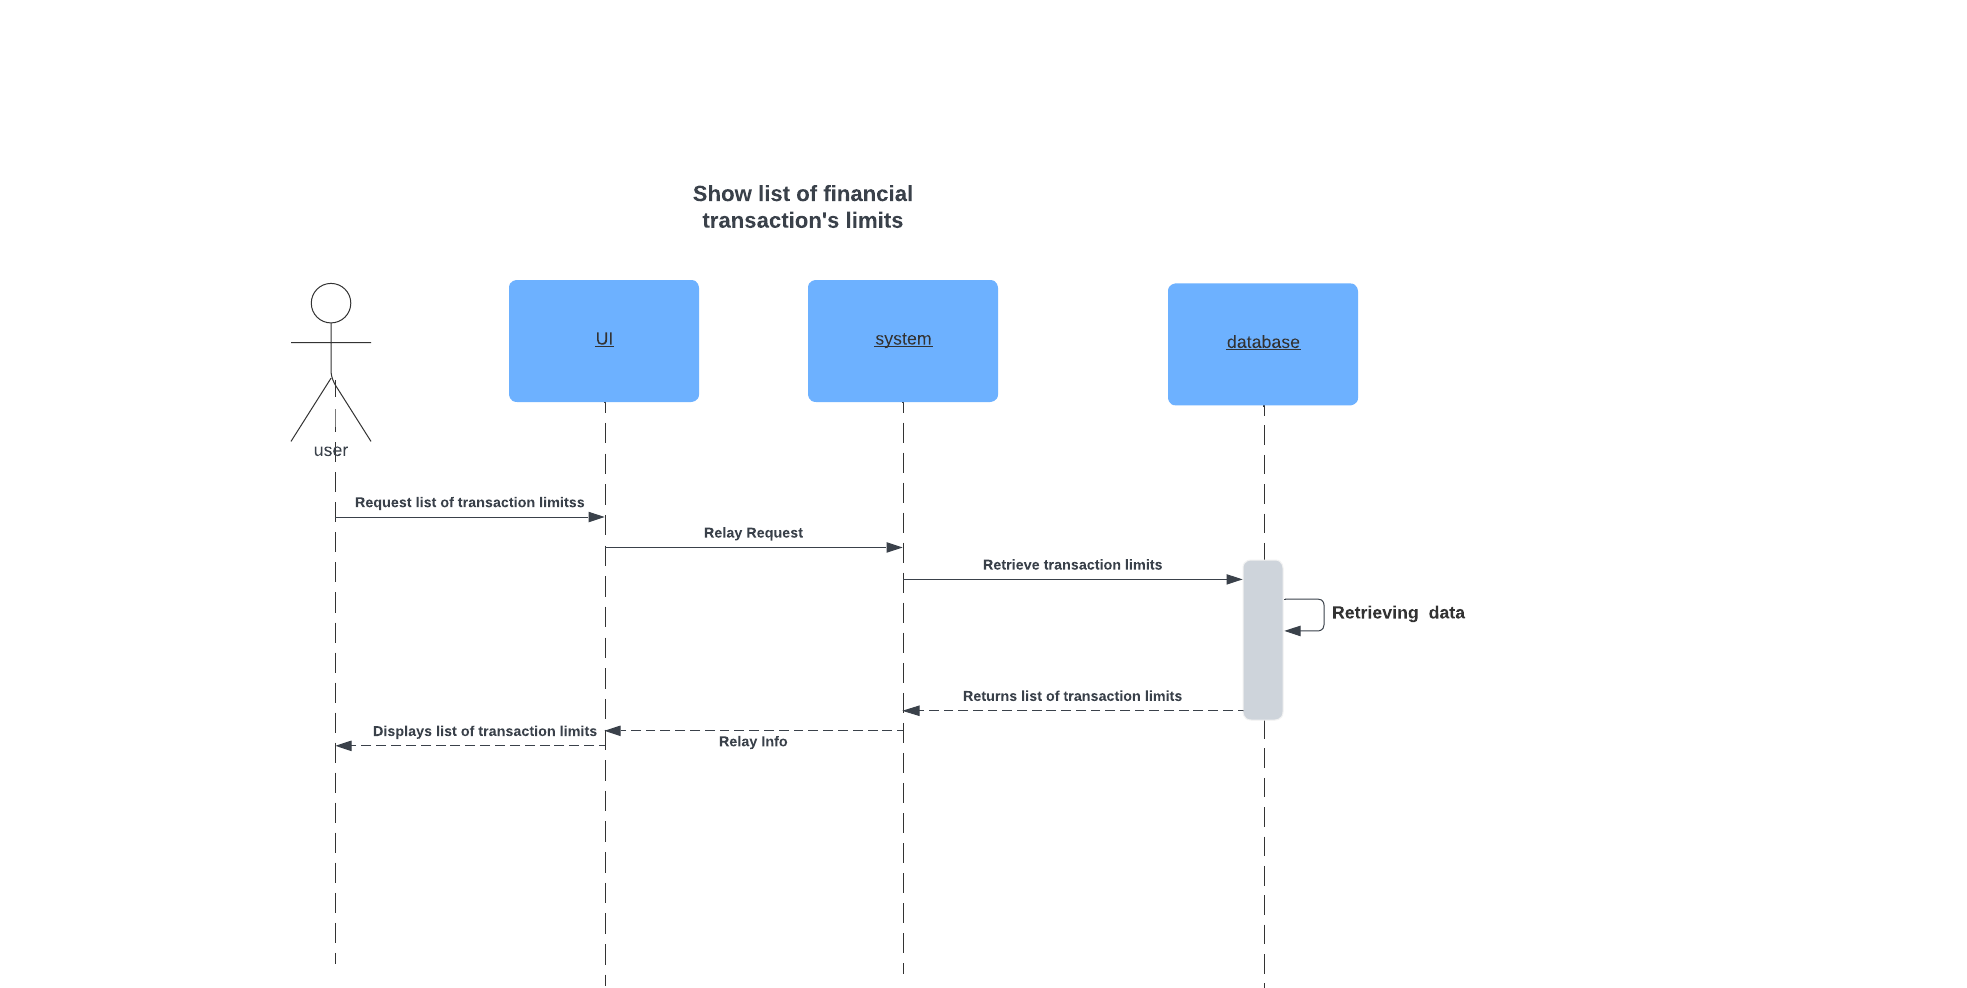 Show list of financial
transaction's limits
UI
system
database
user
Request list of transaction limitss
Relay Request
Retrieve transaction limits
Retrieving  data
Returns list of transaction limits
Displays list of transaction limits
Relay Info